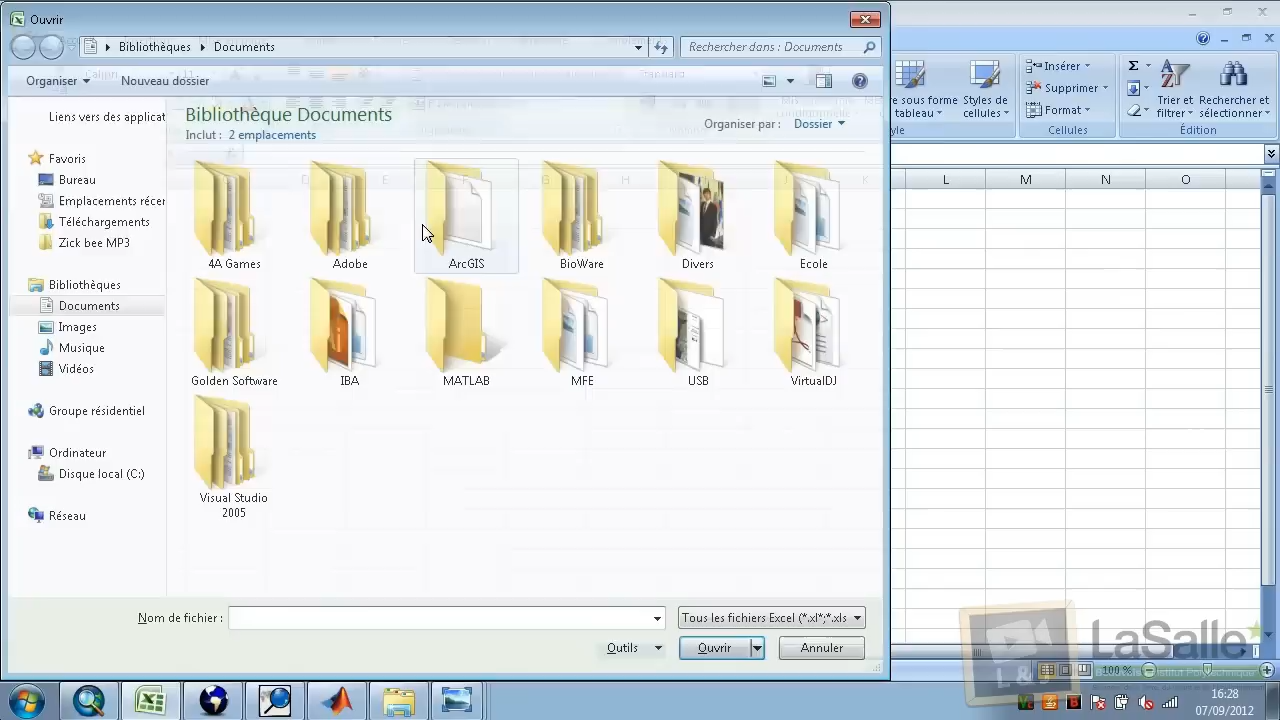 Ouvrir
Bibliothèques Documents
Rechercher dans : Documents
Organiser Nouveau dossier
Liens vers des applicat
Bibliothèque Documents
Inclut : 2 emplacements
Organiser par : Dossier
Favoris
Bureau
Emplacements récer
Téléchargements
Zick bee MP3
Bibliothèques
Documents
Images
Musique
Vidéos
Groupe résidentiel
Ordinateur
Disque local (C:)
Réseau
4A Games Adobe ArcGIS BioWare Divers Ecole
Golden Software IBA MATLAB MFE USB VirtualDJ
Visual Studio
2005
Nom de fichier :
Tous les fichiers Excel (*.xl*;*.xls
Outils Ouvrir Annuler
e sous forme Styles de
tableau cellules
Insérer
Supprimer
Format
Cellules
Σ
Trier et Rechercher et
filtrer sélectionner
Édition
L M N O
LaSalle
L&
100 %
16:28
07/09/2012